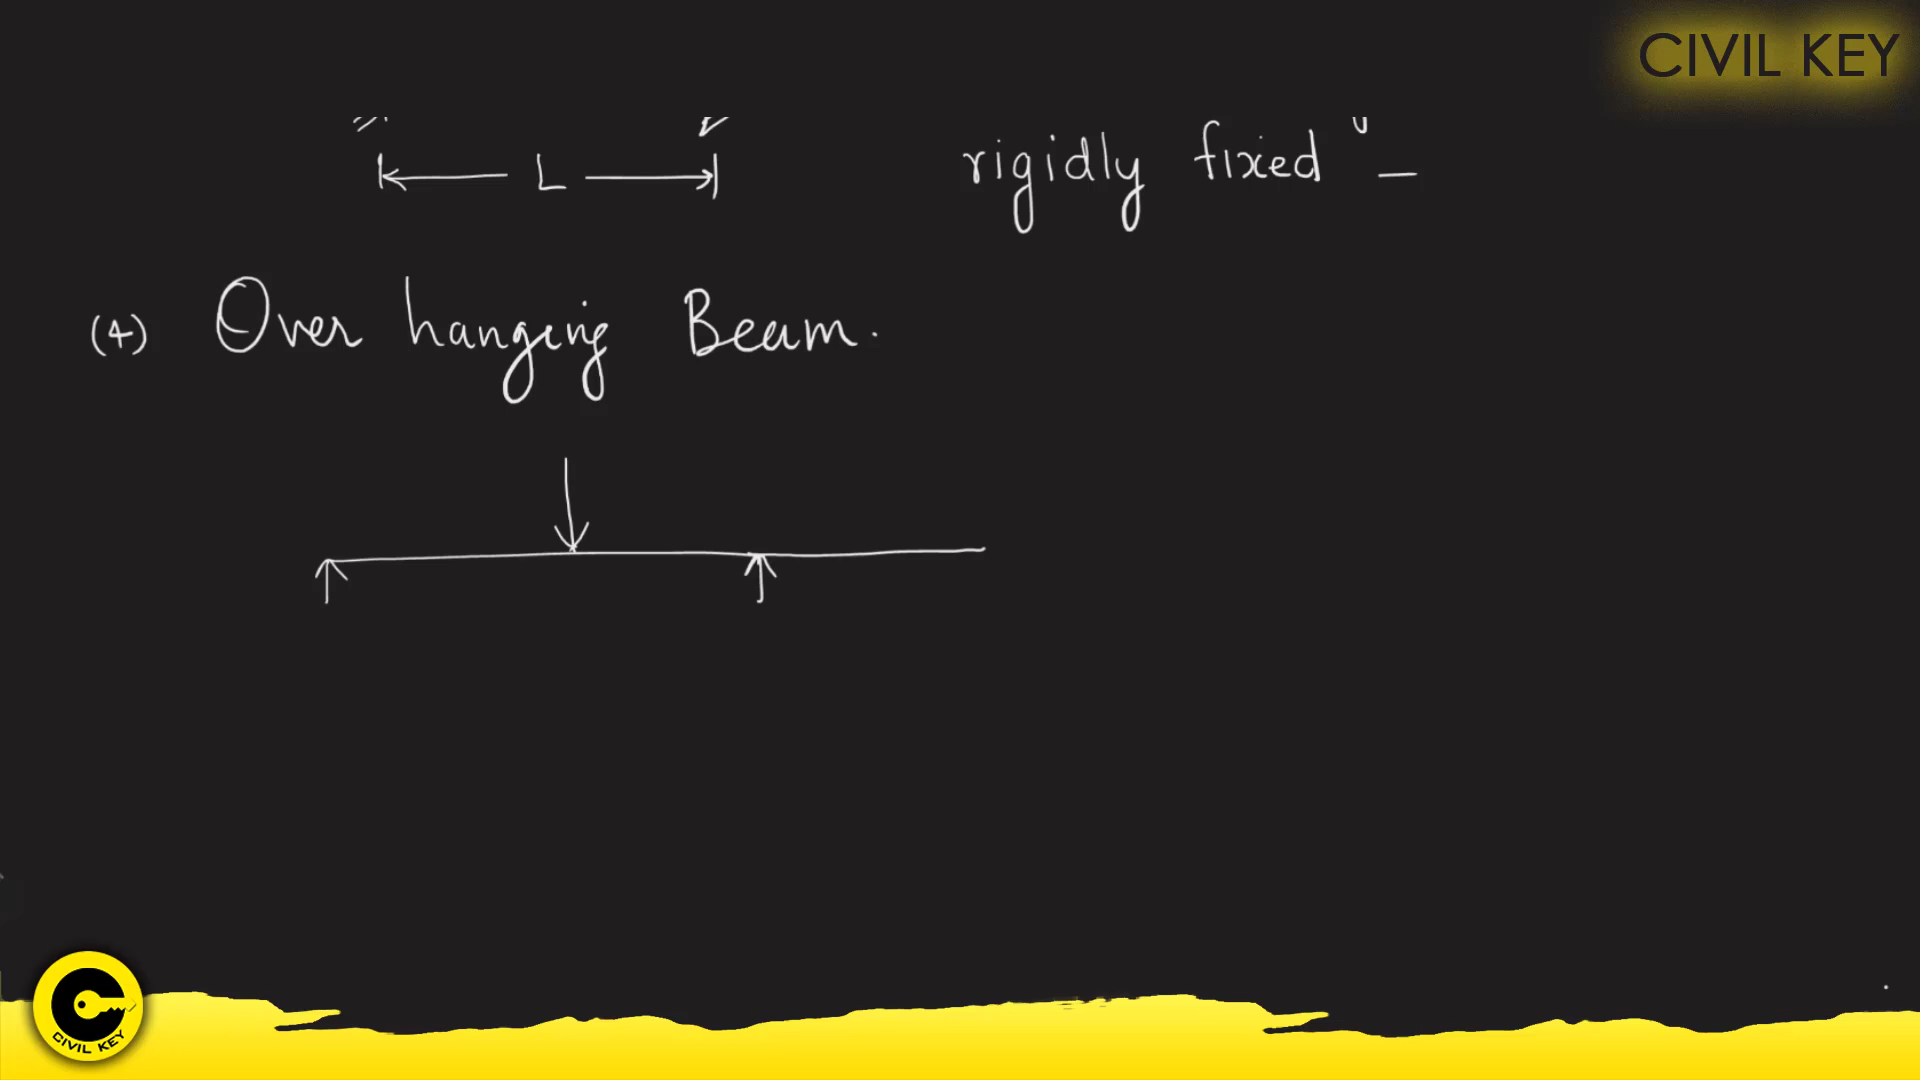 CIVIL KEY
L
rigidly fixed "_
(4) Over hanging Beam.
CIVIL KEY